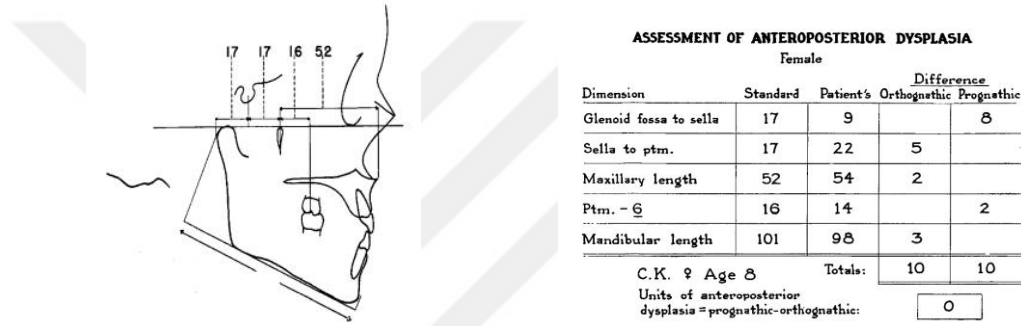 17 17 16 52
ASSESSMENT OF ANTEROPOSTERIOR DYSPLASIA
Female
Difference
Dimension Standard Patient's Orthognathic Prognathic
Glenoid fossa to sella 17 9 8
Sella to ptm. 17 22 5
Maxillary length 52 54 2
Ptm. - 6 16 14 2
Mandibular length 101 98 3
C.K. ♀ Age 8 Totals: 10 10
Units of anteroposterior
dysplasia = prognathic-orthognathic: 0